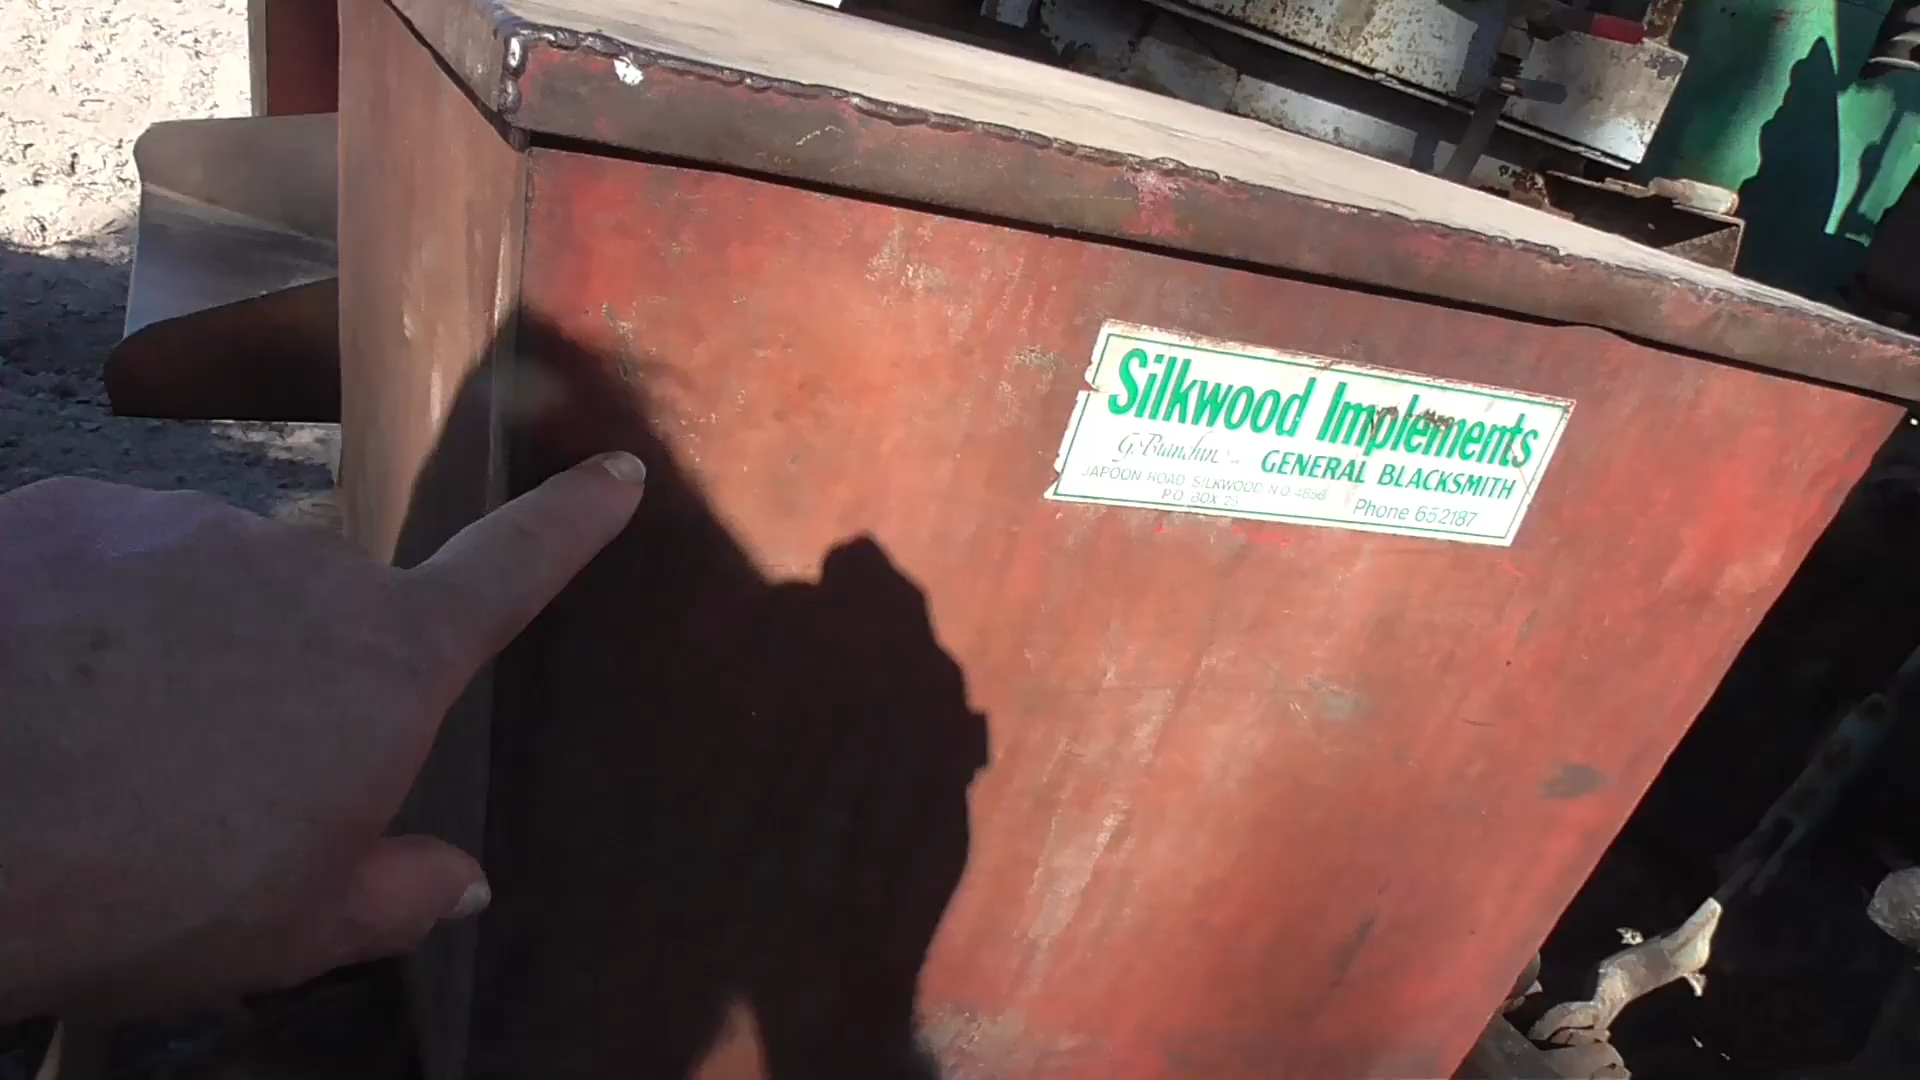 Silkwood Implements
GENERAL BLACKSMITH
JAPOON ROAD SILKWOOD N.Q. 4856
P.O. BOX 23
Phone 652187